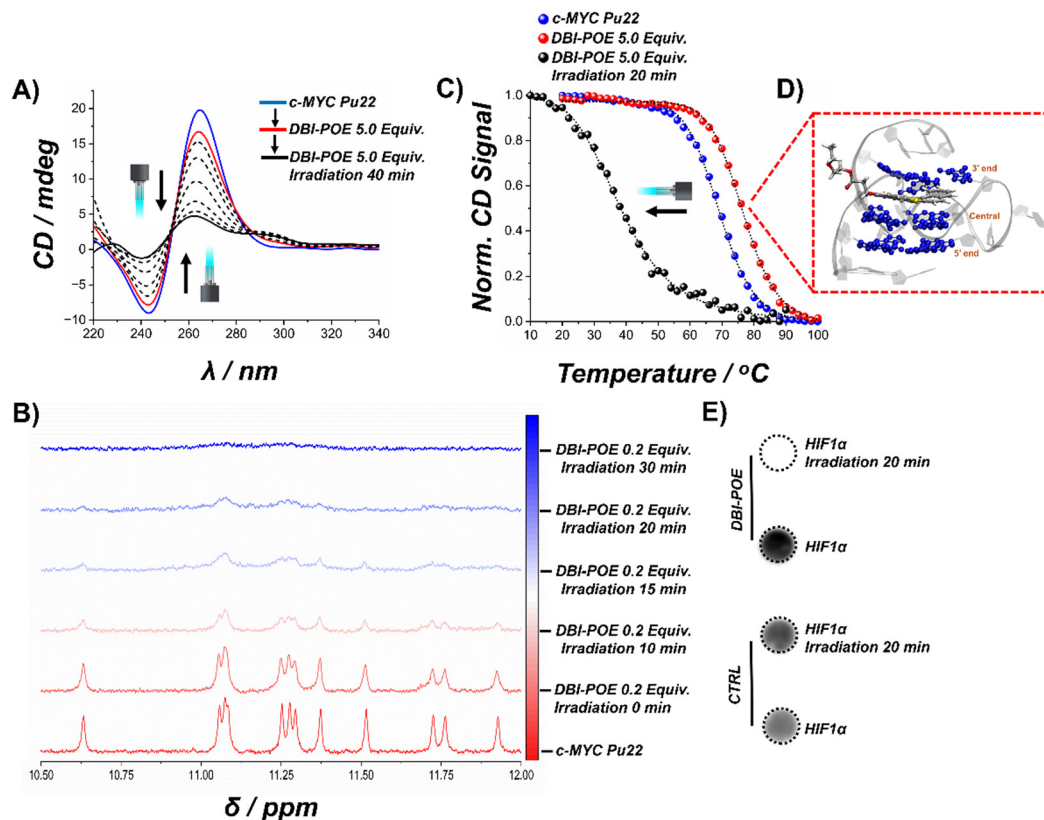 A)
c-MYC Pu22
DBI-POE 5.0 Equiv.
DBI-POE 5.0 Equiv.
Irradiation 40 min
CD / mdeg
20
15
10
5
0
-5
-10
220
240
260
280
300
320
340
λ / nm
c-MYC Pu22
DBI-POE 5.0 Equiv.
DBI-POE 5.0 Equiv.
Irradiation 20 min
C)
Norm. CD Signal
1.0
0.8
0.6
0.4
0.2
0.0
10
20
30
40
50
60
70
80
90
100
Temperature / °C
D)
3' end
Central
5' end
B)
DBI-POE 0.2 Equiv.
Irradiation 30 min
DBI-POE 0.2 Equiv.
Irradiation 20 min
DBI-POE 0.2 Equiv.
Irradiation 15 min
DBI-POE 0.2 Equiv.
Irradiation 10 min
DBI-POE 0.2 Equiv.
Irradiation 0 min
c-MYC Pu22
10.50
10.75
11.00
11.25
11.50
11.75
12.00
δ / ppm
E)
DBI-POE
HIF1α
Irradiation 20 min
HIF1α
CTRL
HIF1α
Irradiation 20 min
HIF1α